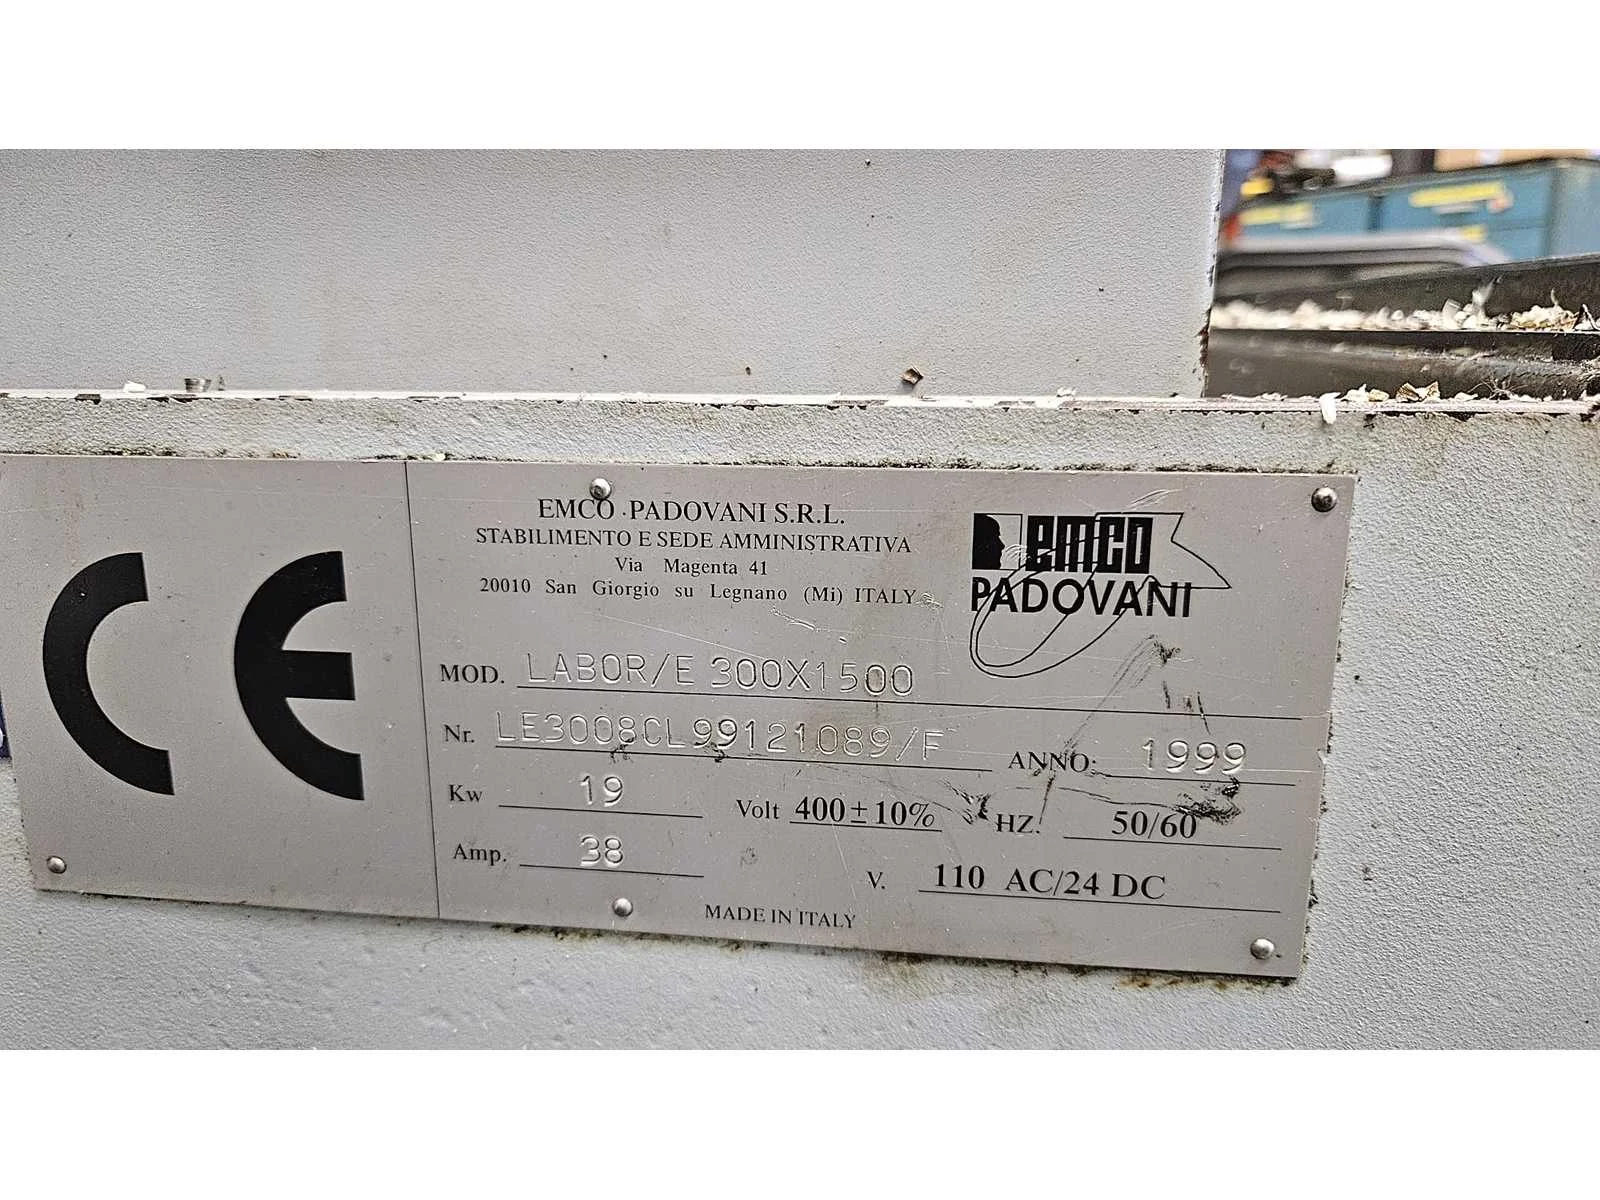 CE
EMCO PADOVANI S.R.L.
STABILIMENTO E SEDE AMMINISTRATIVA
Via Magenta 41
20010 San Giorgio su Legnano (Mi) ITALY
emco
PADOVANI
MOD. LABOR/E 300X1500
Nr. LE3008CL99121089/F ANNO: 1999
Kw 19 Volt 400±10% HZ. 50/60
Amp. 38 V. 110 AC/24 DC
MADE IN ITALY